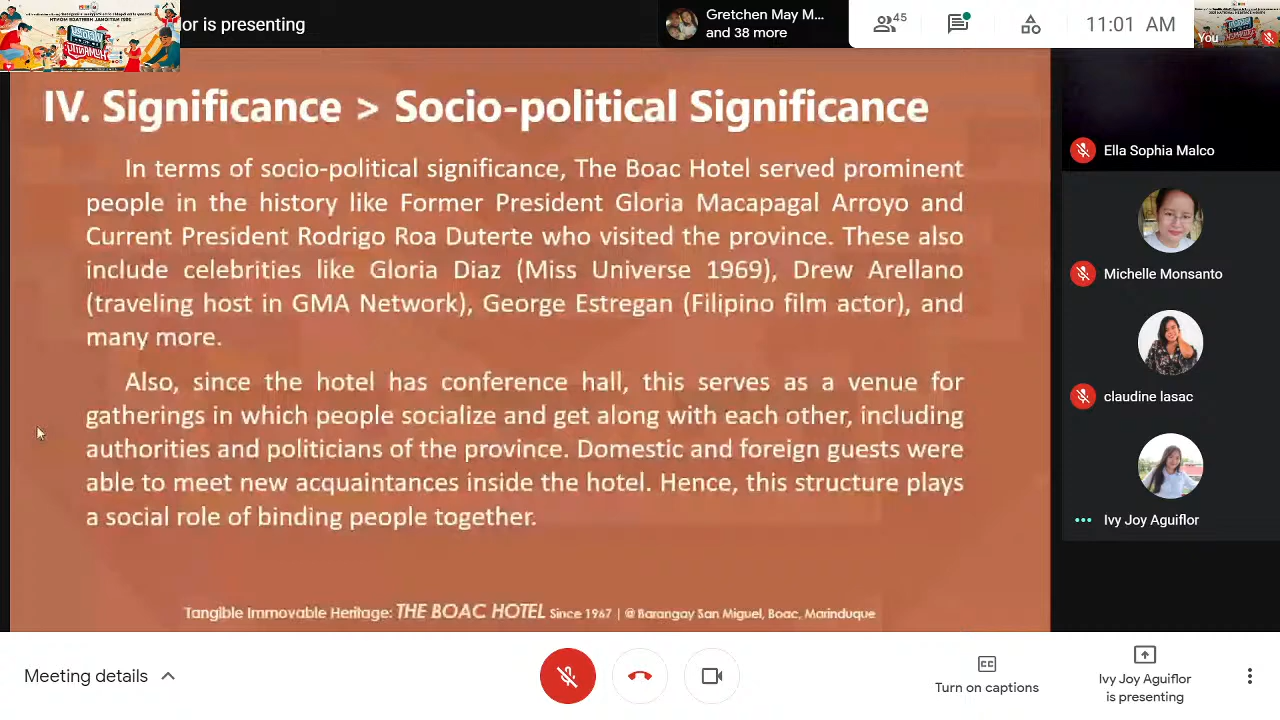 or is presenting
Gretchen May M...
and 38 more
45
11:01 AM
You
IV. Significance > Socio-political Significance
In terms of socio-political significance, The Boac Hotel served prominent
people in the history like Former President Gloria Macapagal Arroyo and
Current President Rodrigo Roa Duterte who visited the province. These also
include celebrities like Gloria Diaz (Miss Universe 1969), Drew Arellano
(traveling host in GMA Network), George Estregan (Filipino film actor), and
many more.
Also, since the hotel has conference hall, this serves as a venue for
gatherings in which people socialize and get along with each other, including
authorities and politicians of the province. Domestic and foreign guests were
able to meet new acquaintances inside the hotel. Hence, this structure plays
a social role of binding people together.
Tangible Immovable Heritage: THE BOAC HOTEL Since 1967 | @ Barangay San Miguel, Boac, Marinduque
Ella Sophia Malco
Michelle Monsanto
claudine lasac
Ivy Joy Aguiflor
Meeting details
CC
Turn on captions
Ivy Joy Aguiflor
is presenting